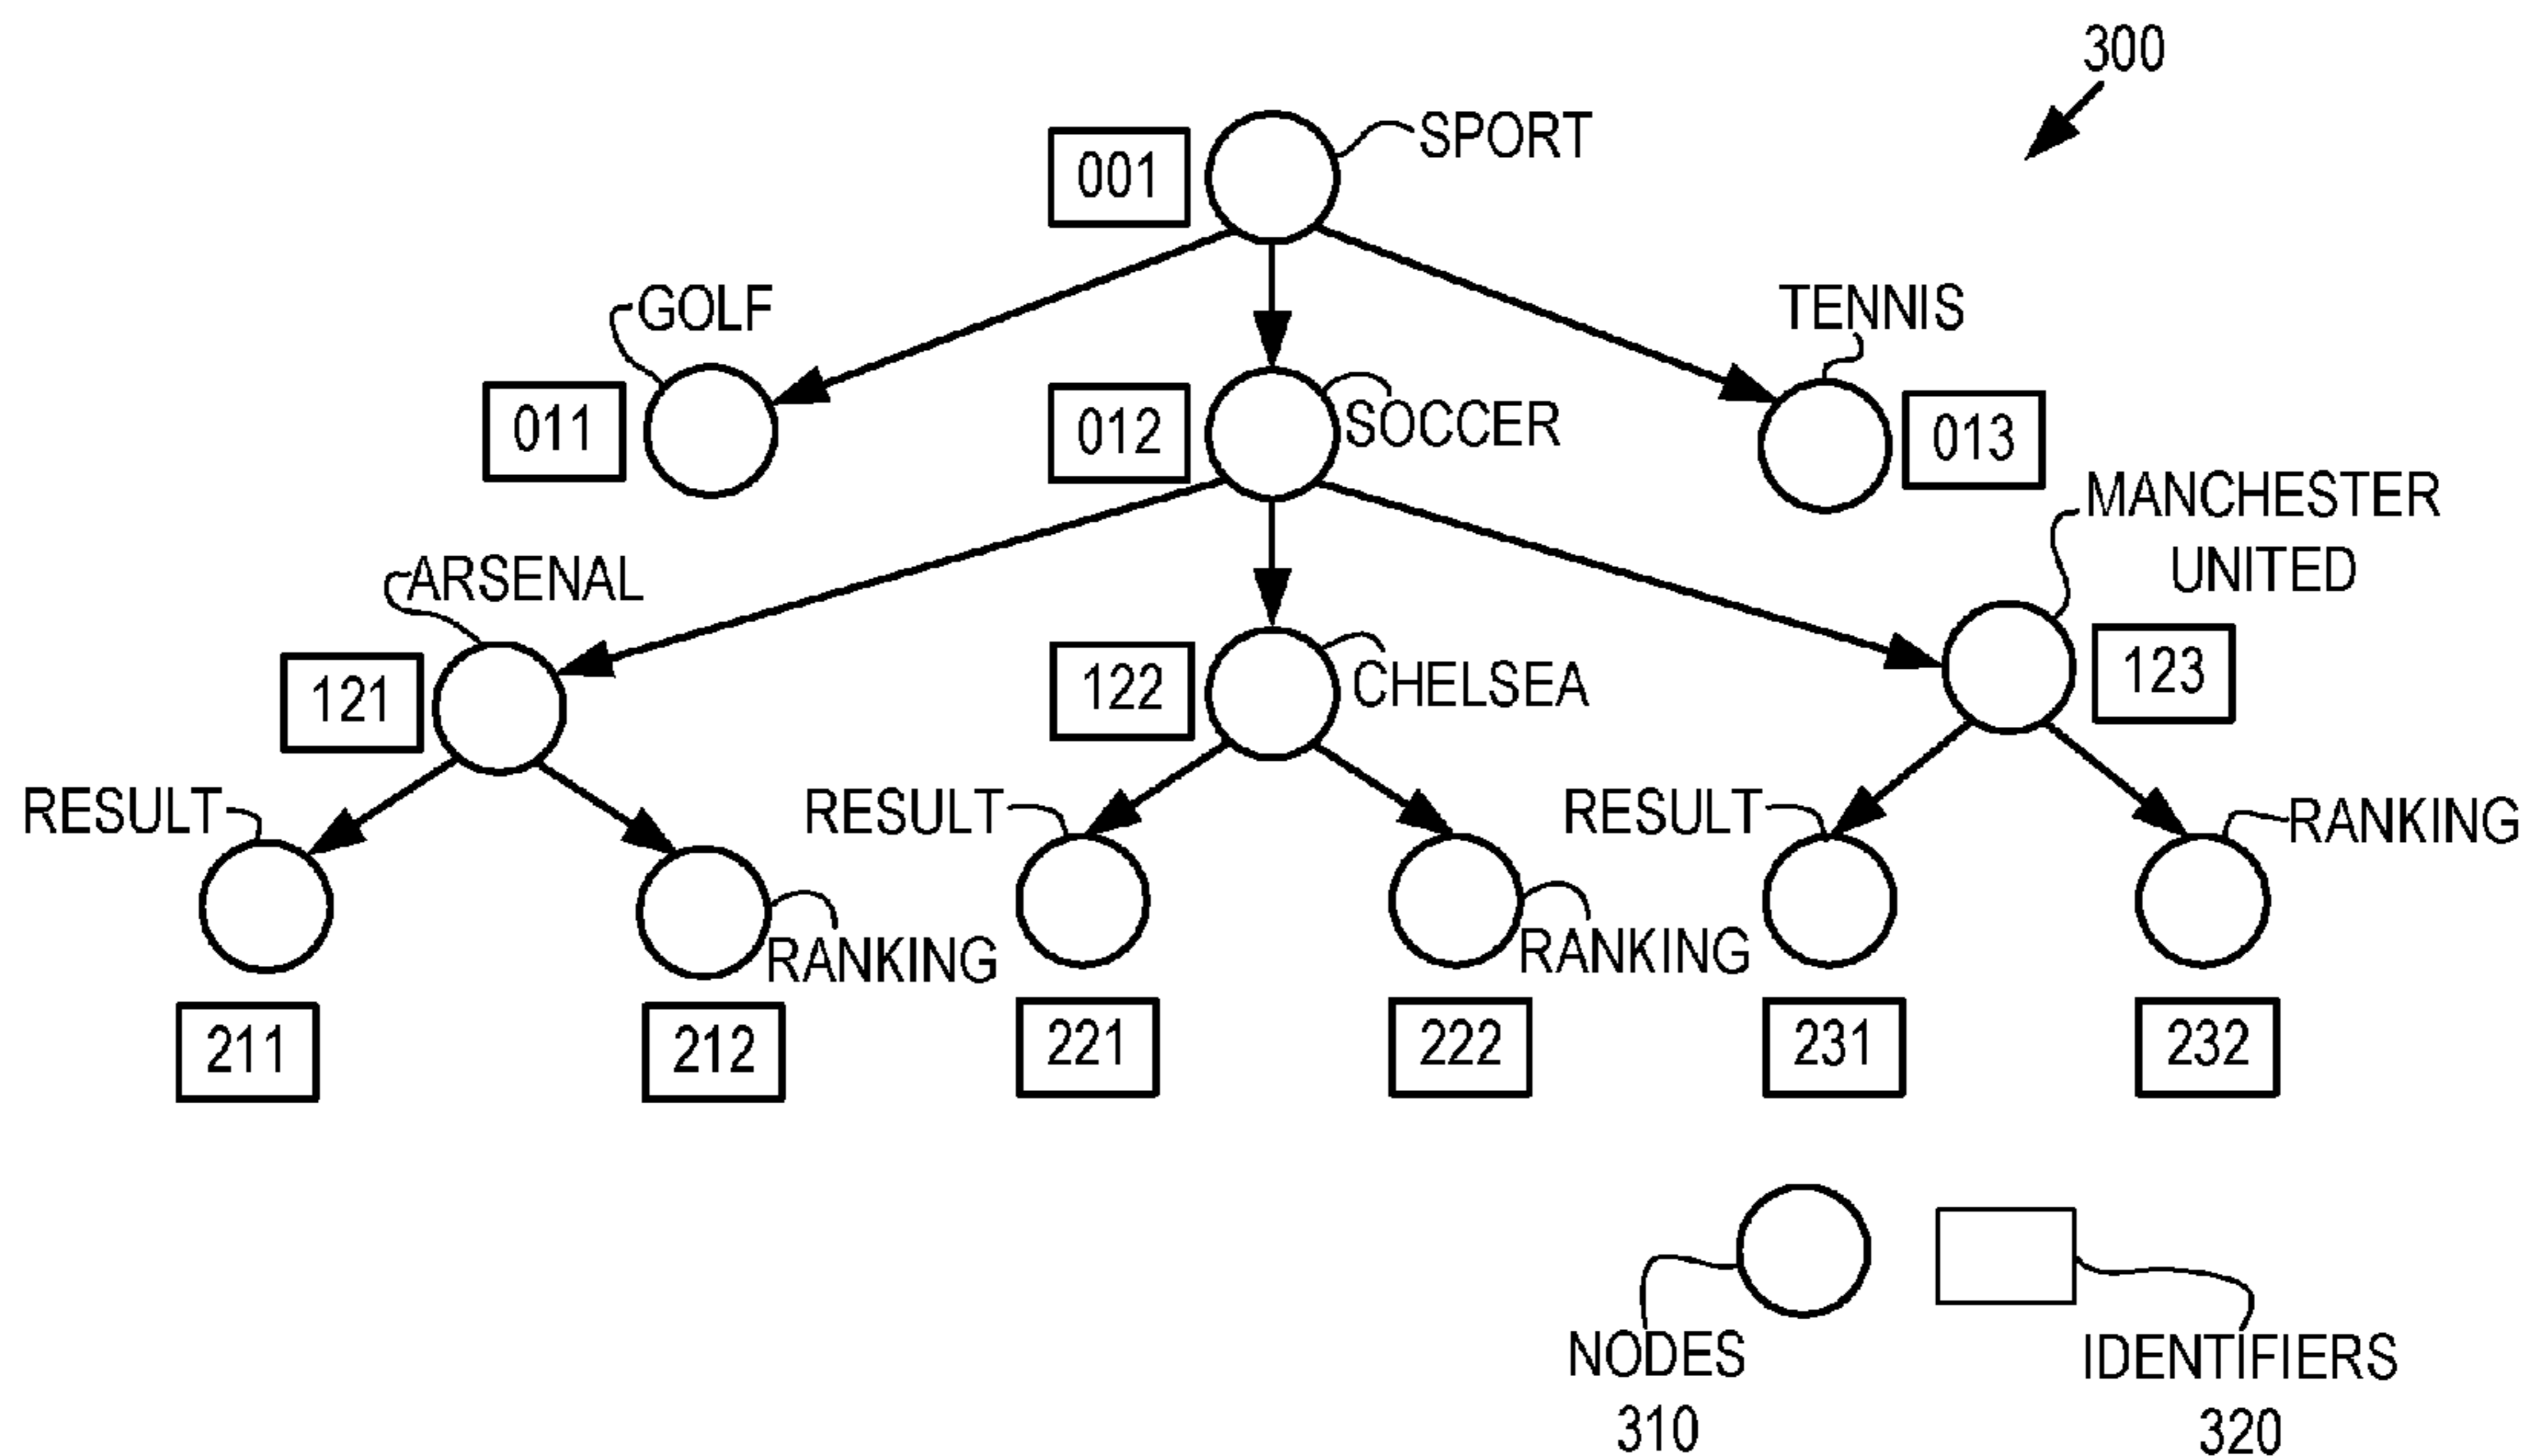 300
SPORT
001
GOLF
TENNIS
011
012
SOCCER
013
MANCHESTER
UNITED
ARSENAL
121
122
CHELSEA
123
RESULT
RESULT
RESULT
RANKING
RANKING
RANKING
211
212
221
222
231
232
NODES
310
IDENTIFIERS
320